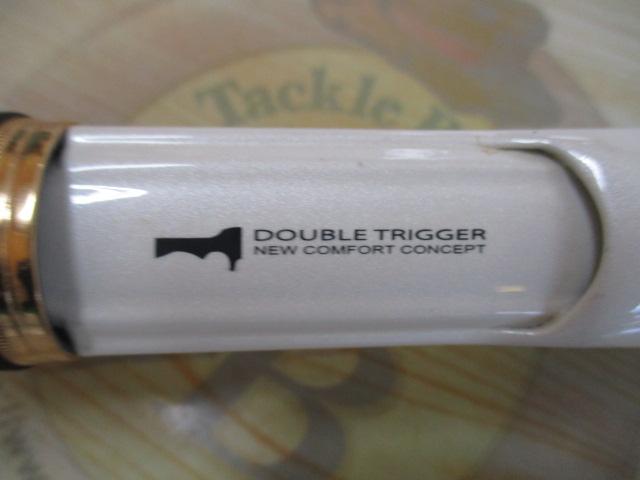 Tackle B
DOUBLE TRIGGER
NEW COMFORT CONCEPT
B